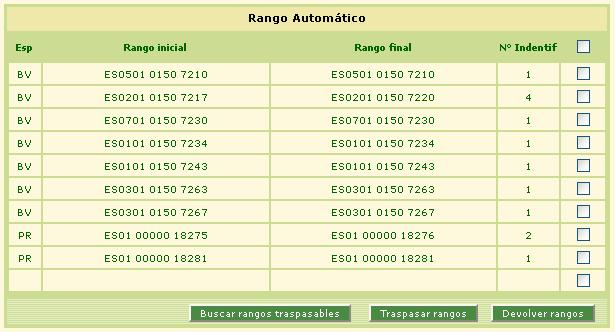 Rango Automático
Esp Rango inicial Rango final Nº Indentif
BV ES0501 0150 7210 ES0501 0150 7210 1
BV ES0201 0150 7217 ES0201 0150 7220 4
BV ES0701 0150 7230 ES0701 0150 7230 1
BV ES0101 0150 7234 ES0101 0150 7234 1
BV ES0101 0150 7243 ES0101 0150 7243 1
BV ES0301 0150 7263 ES0301 0150 7263 1
BV ES0301 0150 7267 ES0301 0150 7267 1
PR ES01 00000 18275 ES01 00000 18276 2
PR ES01 00000 18281 ES01 00000 18281 1
Buscar rangos traspasables Traspasar rangos Devolver rangos